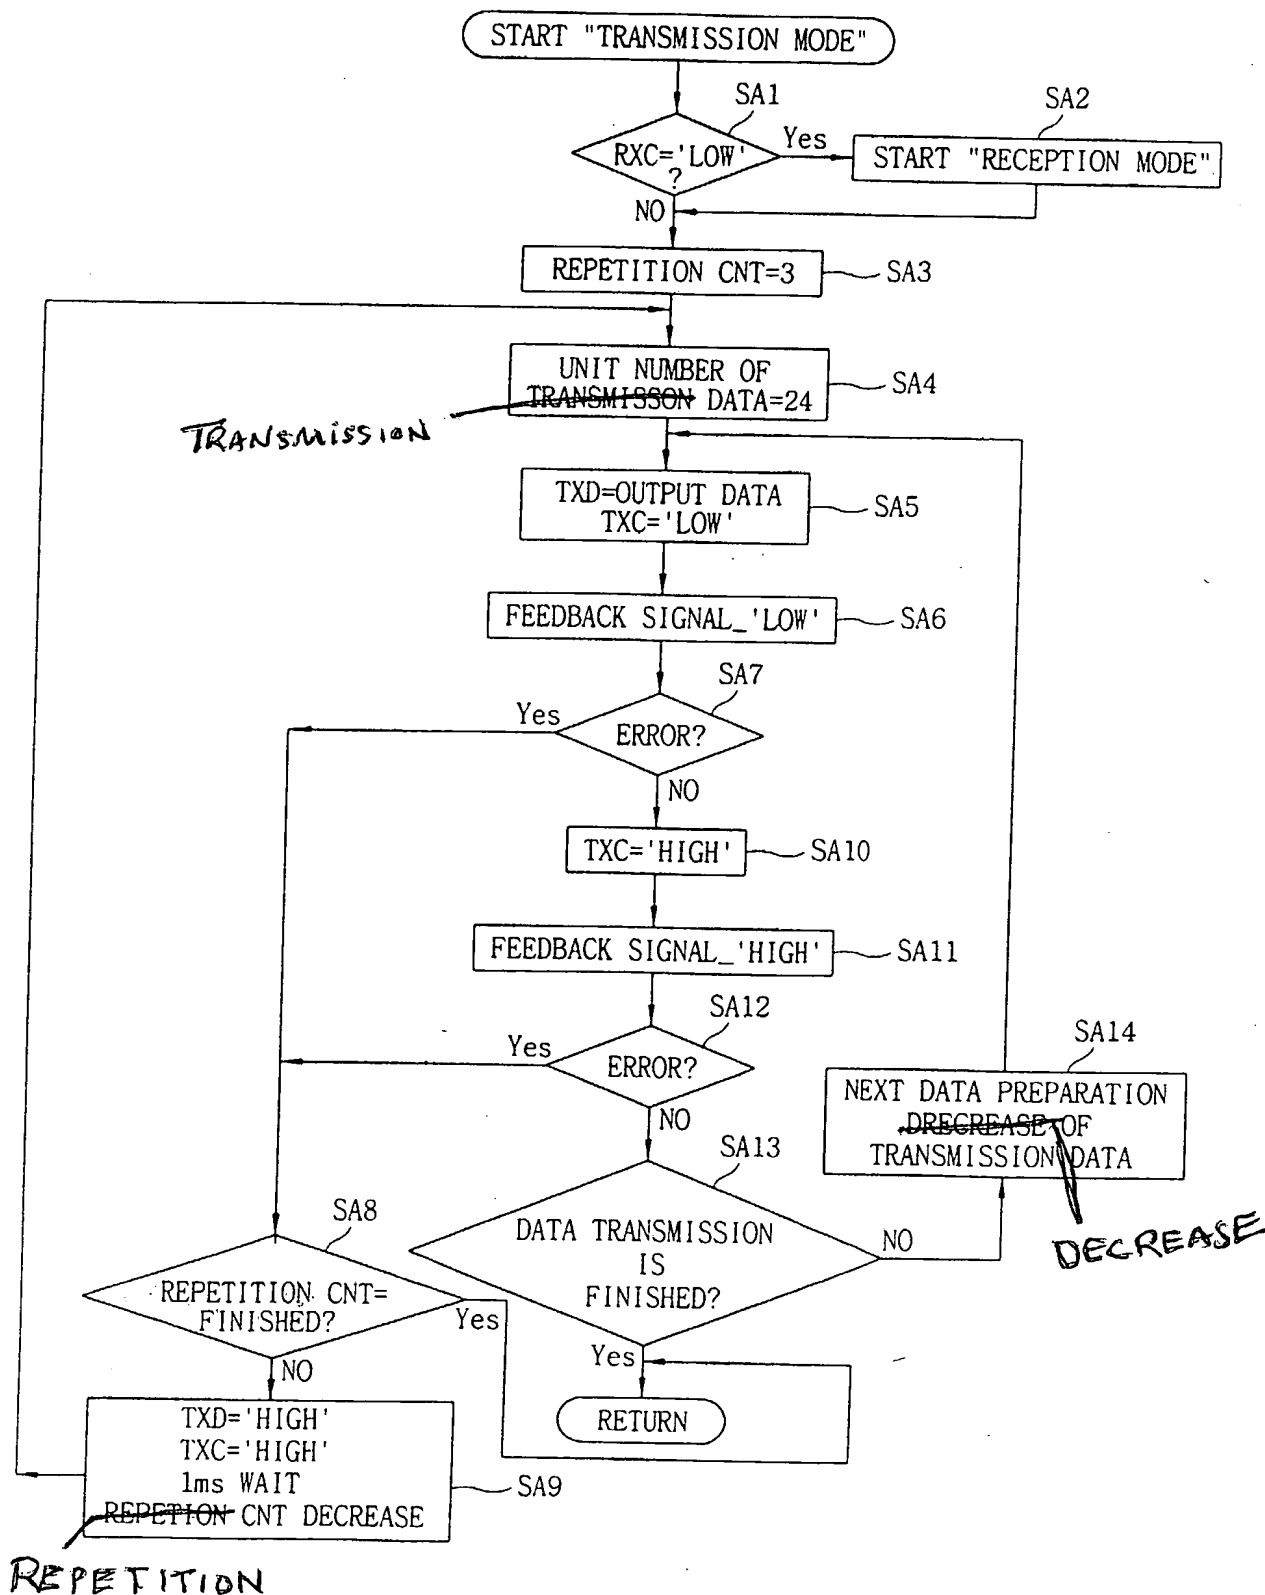 START "TRANSMISSION MODE"
SA1
SA2
RXC='LOW'
?
Yes
START "RECEPTION MODE"
NO
REPETITION CNT=3
SA3
UNIT NUMBER OF
TRANSMISSON DATA=24
SA4
TRANSMISSION
TXD=OUTPUT DATA
TXC='LOW'
SA5
FEEDBACK SIGNAL_'LOW'
SA6
SA7
Yes
ERROR?
NO
TXC='HIGH'
SA10
FEEDBACK SIGNAL_'HIGH'
SA11
SA12
Yes
ERROR?
NO
SA14
NEXT DATA PREPARATION
DRECREASE OF
TRANSMISSION DATA
DECREASE
SA13
DATA TRANSMISSION
IS
FINISHED?
NO
Yes
SA8
REPETITION CNT=
FINISHED?
Yes
NO
RETURN
TXD='HIGH'
TXC='HIGH'
1ms WAIT
REPETION CNT DECREASE
SA9
REPETITION